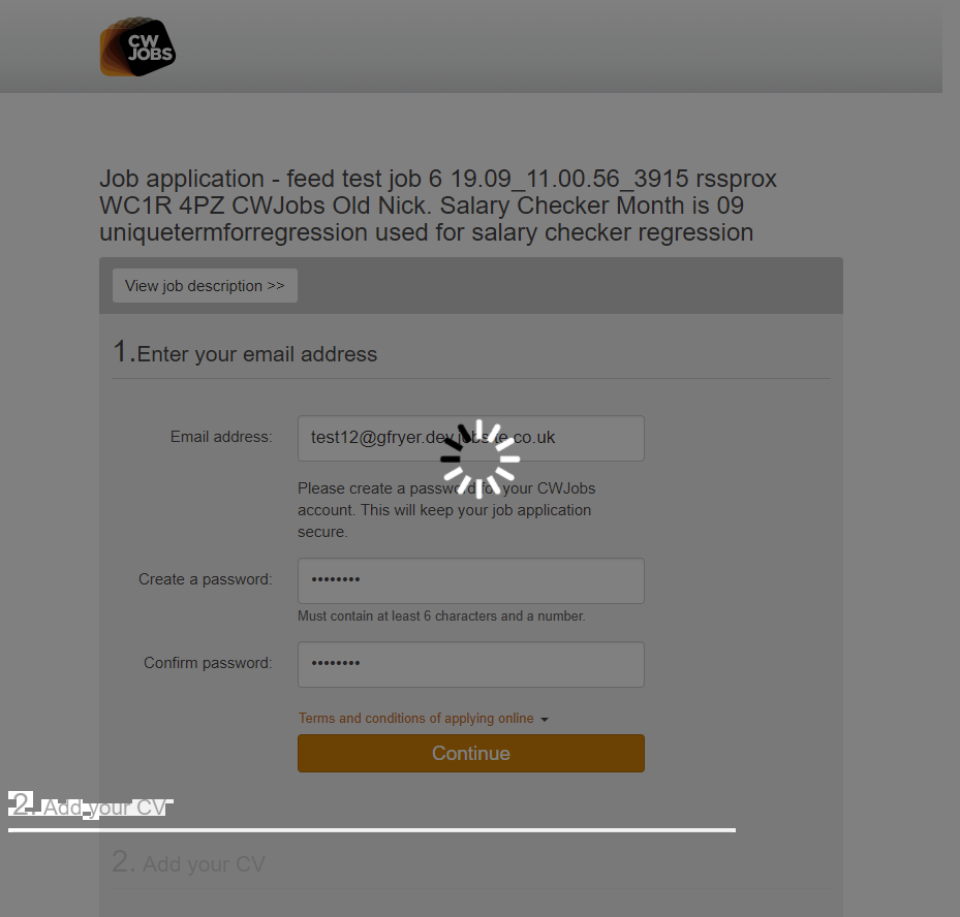 CW
JOBS
Job application - feed test job 6 19.09_11.00.56_3915 rssprox
WC1R 4PZ CWJobs Old Nick. Salary Checker Month is 09
uniquetermforregression used for salary checker regression
View job description >>
1.Enter your email address
Email address: test12@gfryer.dev.jobsite.co.uk
Please create a password for your CWJobs
account. This will keep your job application
secure.
Create a password: ••••••••
Must contain at least 6 characters and a number.
Confirm password: ••••••••
Terms and conditions of applying online
Continue
2. Add your CV
2. Add your CV